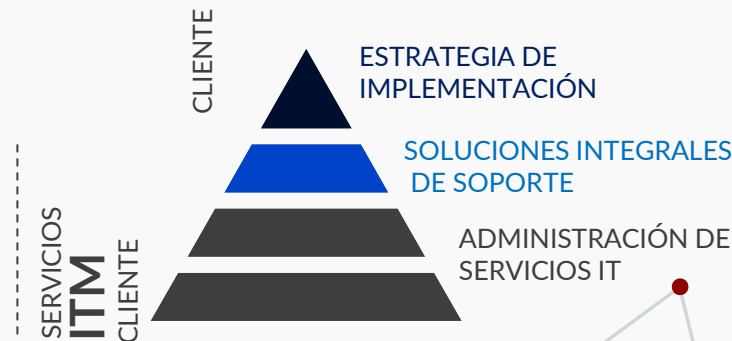 CLIENTE
ESTRATEGIA DE
IMPLEMENTACIÓN
SOLUCIONES INTEGRALES
DE SOPORTE
ADMINISTRACIÓN DE
SERVICIOS IT
SERVICIOS
ITM
CLIENTE